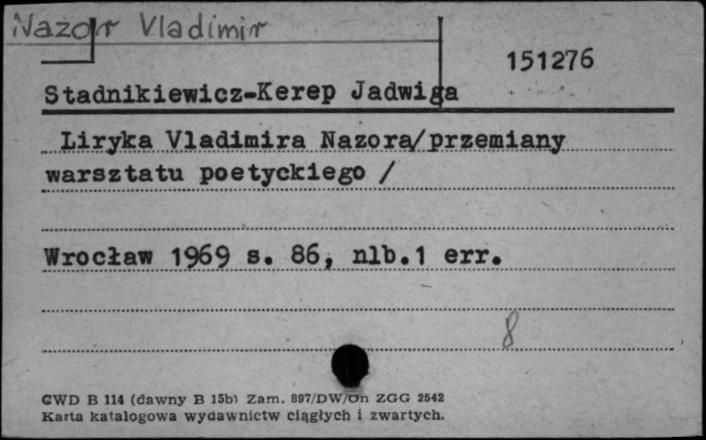 Nazor Vladimir
151276
Stadnikiewicz-Kerep Jadwiga
Liryka Vladimira Nazora/przemiany
warsztatu poetyckiego /
Wrocław 1969 s. 86, nlb.1 err.
8
CWD B 114 (dawny B 15b) Zam. 897/DW/On ZGG 2542
Karta katalogowa wydawnictw ciągłych i zwartych.